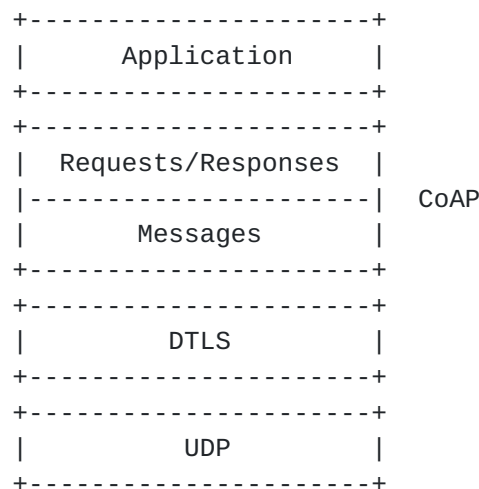 +----------------------+
|      Application     |
+----------------------+
+----------------------+
|  Requests/Responses  |
|----------------------|  CoAP
|       Messages       |
+----------------------+
+----------------------+
|         DTLS         |
+----------------------+
+----------------------+
|          UDP         |
+----------------------+